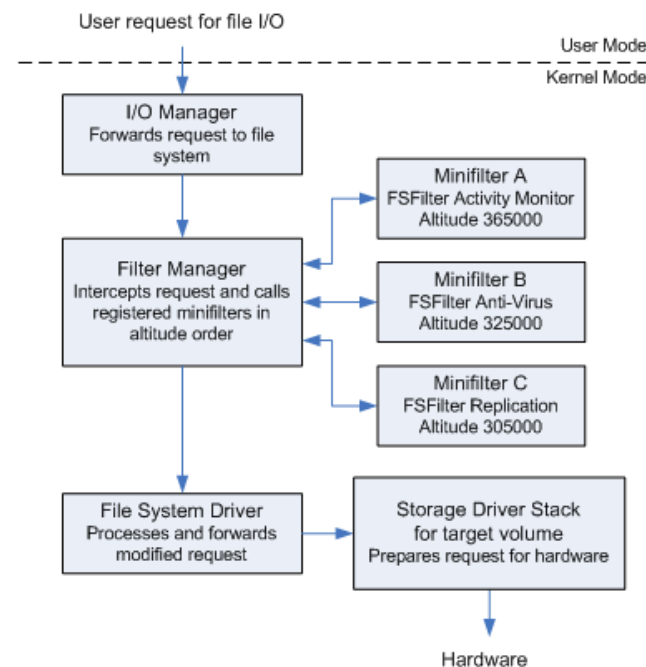 User request for file I/O
User Mode
Kernel Mode
I/O Manager
Forwards request to file
system
Minifilter A
FSFilter Activity Monitor
Altitude 365000
Filter Manager
Intercepts request and calls
registered minifilters in
altitude order
Minifilter B
FSFilter Anti-Virus
Altitude 325000
Minifilter C
FSFilter Replication
Altitude 305000
File System Driver
Processes and forwards
modified request
Storage Driver Stack
for target volume
Prepares request for hardware
Hardware